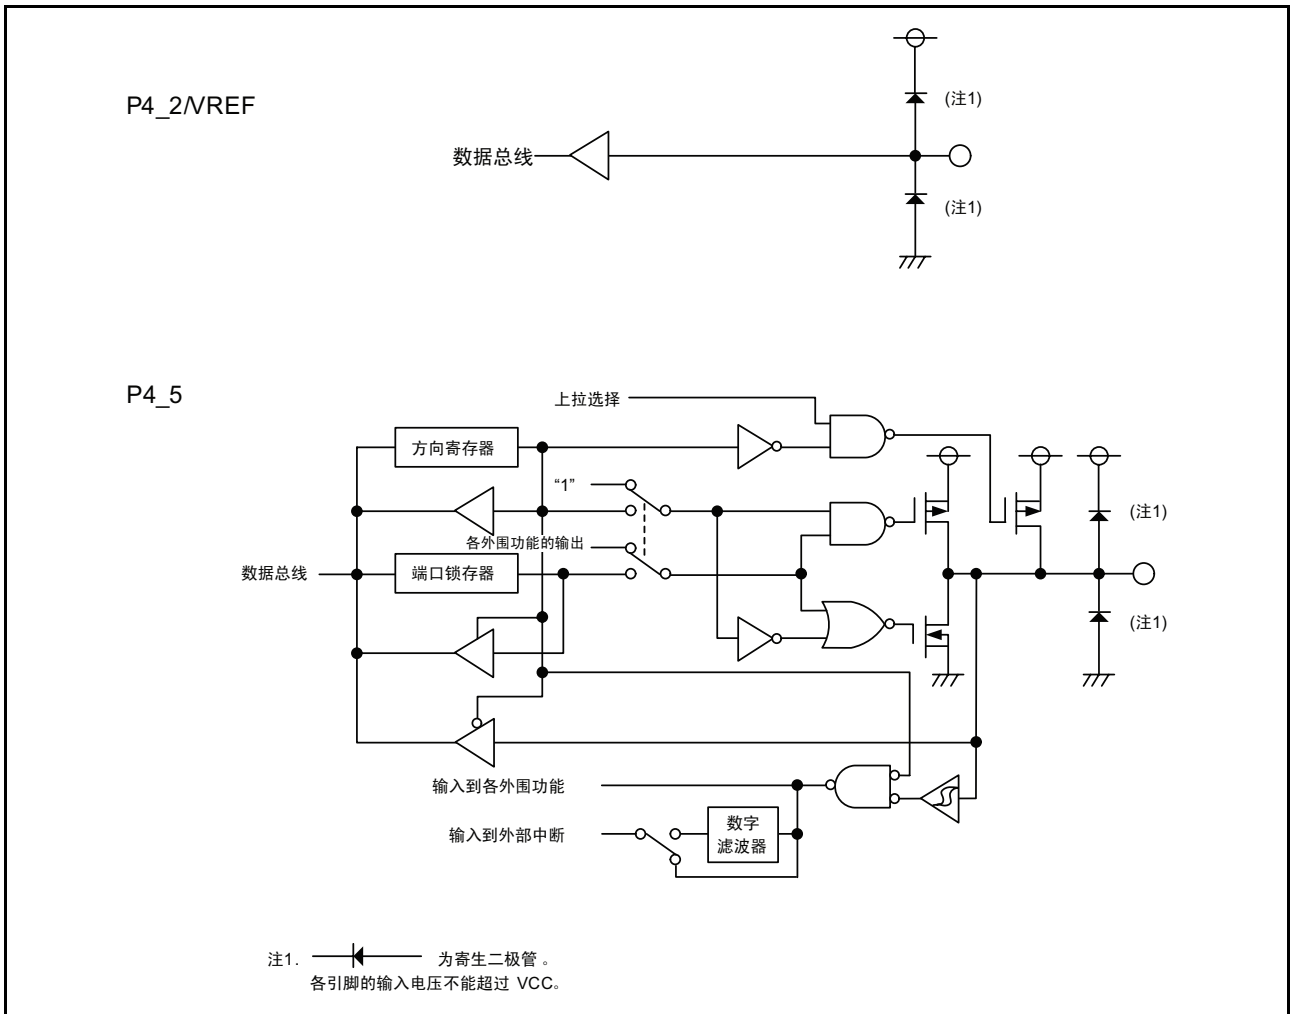 P4_2/VREF
(注1)
数据总线
(注1)
P4_5
上拉选择
方向寄存器
“1”
(注1)
各外围功能的输出
数据总线
端口锁存器
(注1)
输入到各外围功能
输入到外部中断
数字
滤波器
注1. 为寄生二极管。
各引脚的输入电压不能超过 VCC。